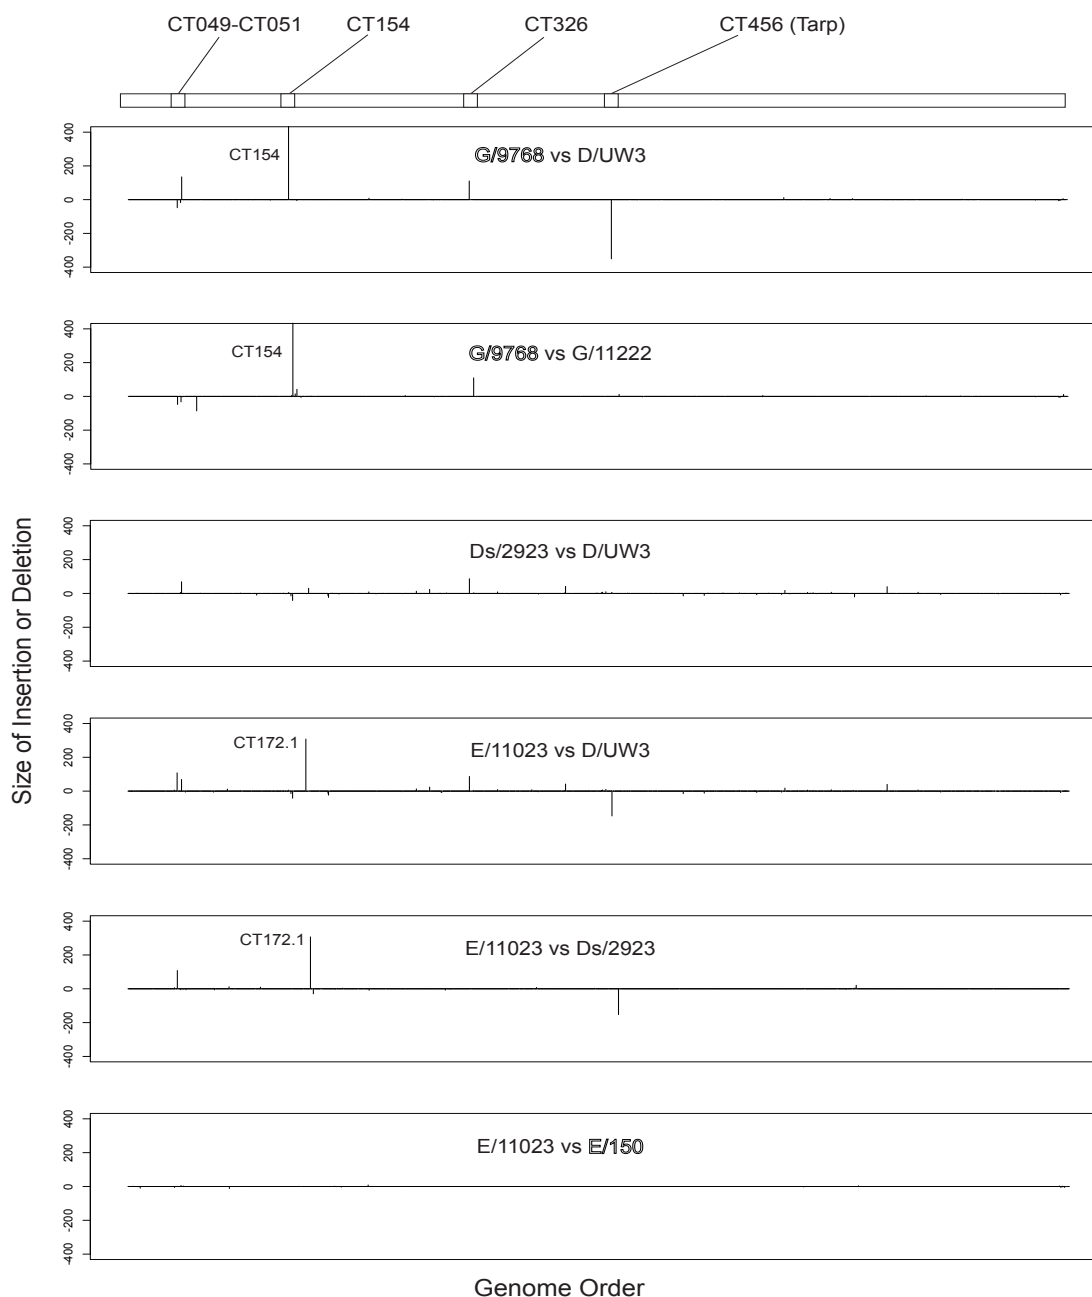 CT049-CT051 CT154 CT326 CT456 (Tarp)
400
200
0
-200
-400
CT154
G/9768 vs D/UW3
400
200
0
-200
-400
CT154
G/9768 vs G/11222
400
200
0
-200
-400
Ds/2923 vs D/UW3
400
200
0
-200
-400
CT172.1
E/11023 vs D/UW3
400
200
0
-200
-400
CT172.1
E/11023 vs Ds/2923
400
200
0
-200
-400
E/11023 vs E/150
Size of Insertion or Deletion
Genome Order